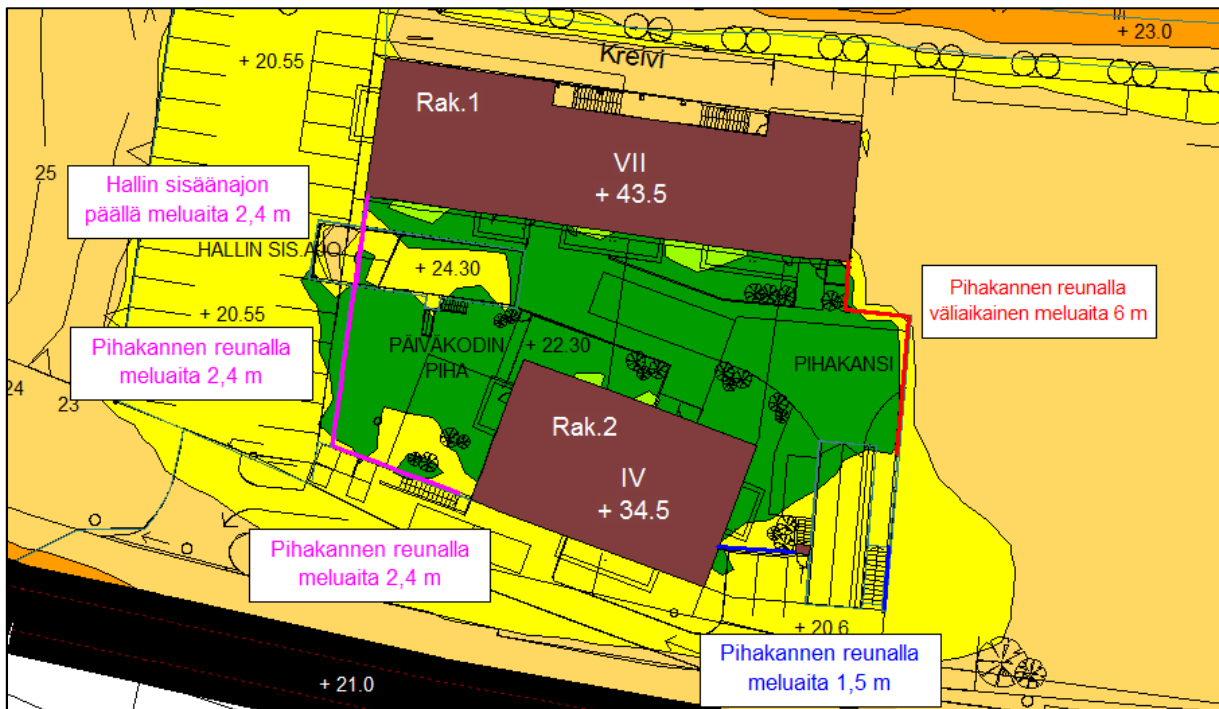 + 23.0
Kreivi
+ 20.55
Rak.1
VII
+ 43.5
25
Hallin sisäänajon
päällä meluaita 2,4 m
HALLIN SIS.AJO
+ 24.30
Pihakannen reunalla
väliaikainen meluaita 6 m
+ 20.55
Pihakannen reunalla
meluaita 2,4 m
PÄIVÄKODIN
PIHA
+ 22.30
PIHAKANSI
24
23
Rak.2
IV
+ 34.5
Pihakannen reunalla
meluaita 2,4 m
+ 20.6
Pihakannen reunalla
meluaita 1,5 m
+ 21.0